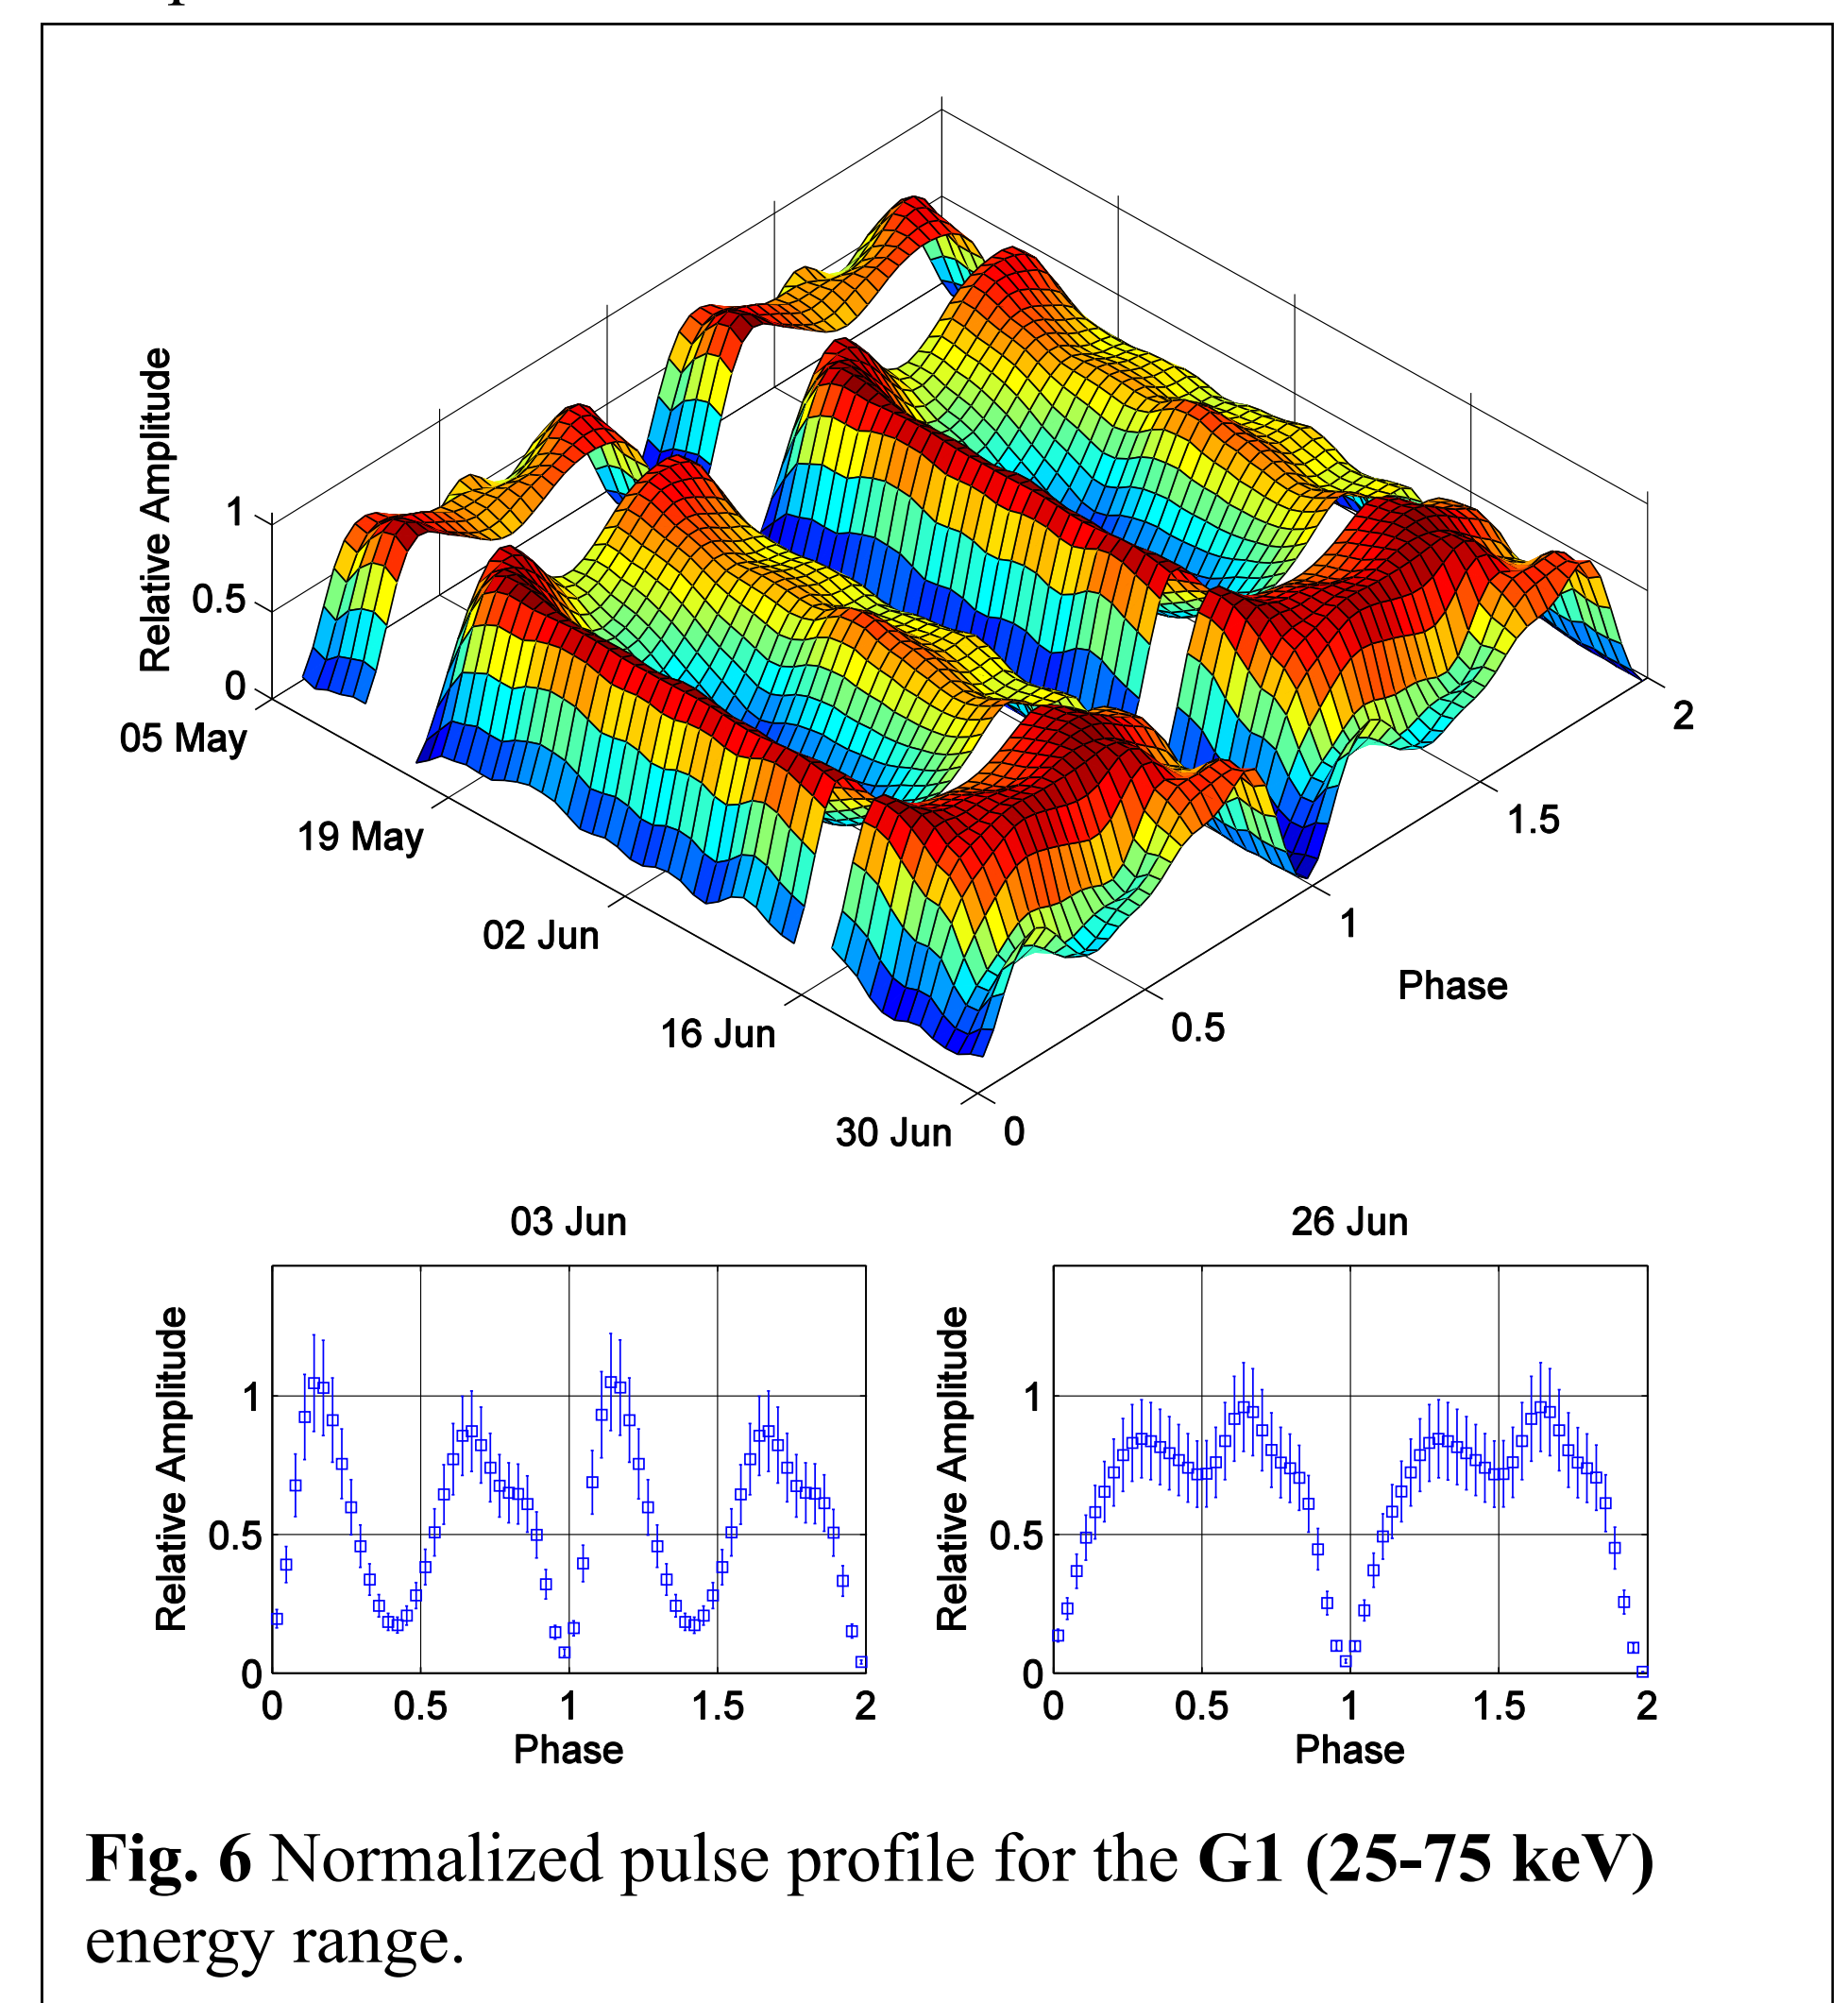 Relative Amplitude
1
0.5
0
05 May
19 May
02 Jun
16 Jun
30 Jun
0
0.5
1
1.5
2
Phase
03 Jun
Relative Amplitude
1
0.5
0
0 0.5 1 1.5 2
Phase
26 Jun
Relative Amplitude
1
0.5
0
0 0.5 1 1.5 2
Phase
Fig. 6 Normalized pulse profile for the G1 (25-75 keV)
energy range.